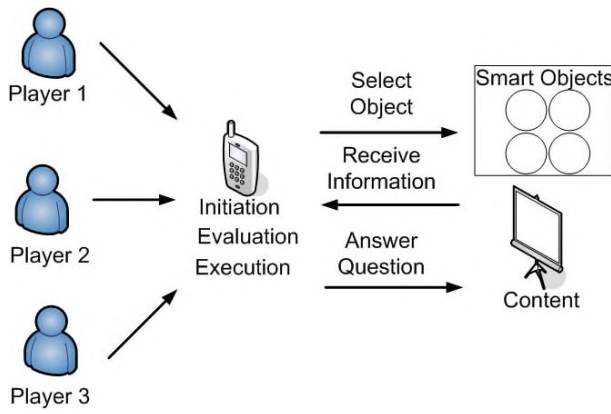 Player 1
Player 2
Player 3
Initiation
Evaluation
Execution
Select
Object
Receive
Information
Answer
Question
Smart Objects
Content